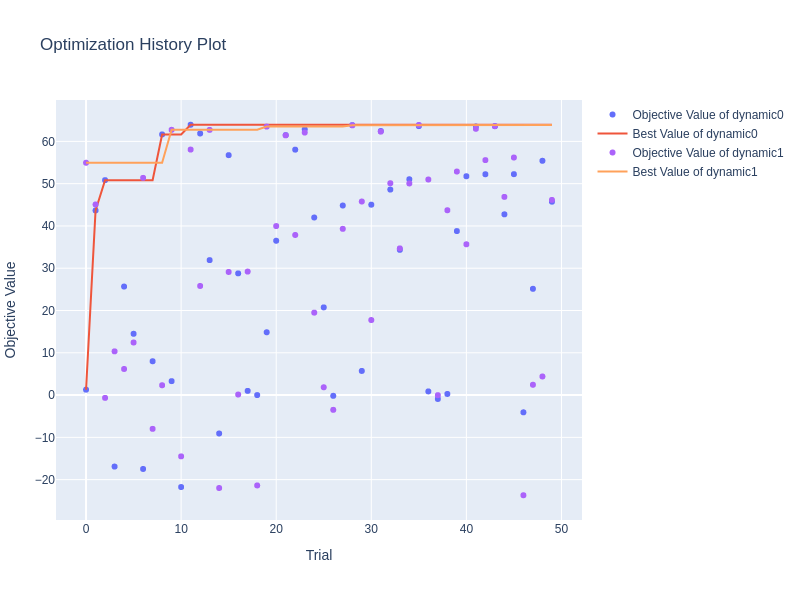 Optimization History Plot
Objective Value of dynamic0
Best Value of dynamic0
Objective Value of dynamic1
Best Value of dynamic1
60
50
40
30
20
10
0
−10
−20
Objective Value
0 10 20 30 40 50
Trial